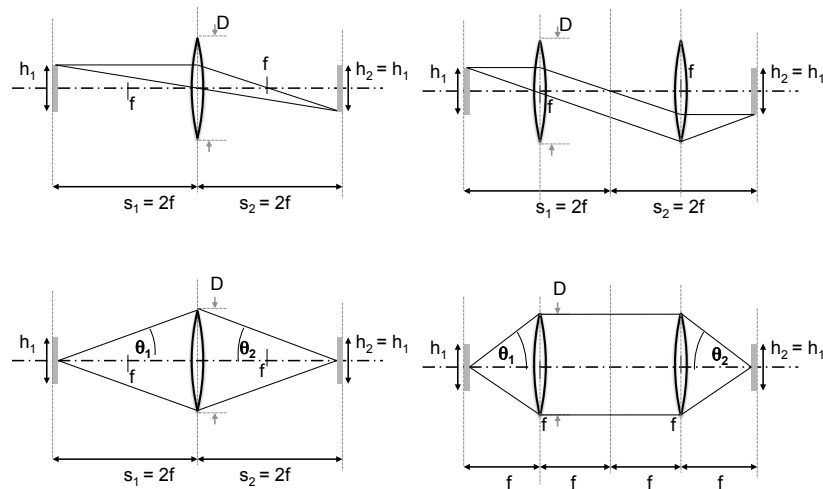 D
f
h₁
h₂ = h₁
f
s₁ = 2f
s₂ = 2f
D
f
h₁
h₂ = h₁
f
s₁ = 2f
s₂ = 2f
D
h₁
θ₁
θ₂
h₂ = h₁
f
f
s₁ = 2f
s₂ = 2f
D
h₁
θ₁
θ₂
h₂ = h₁
f
f
f
f
f
f